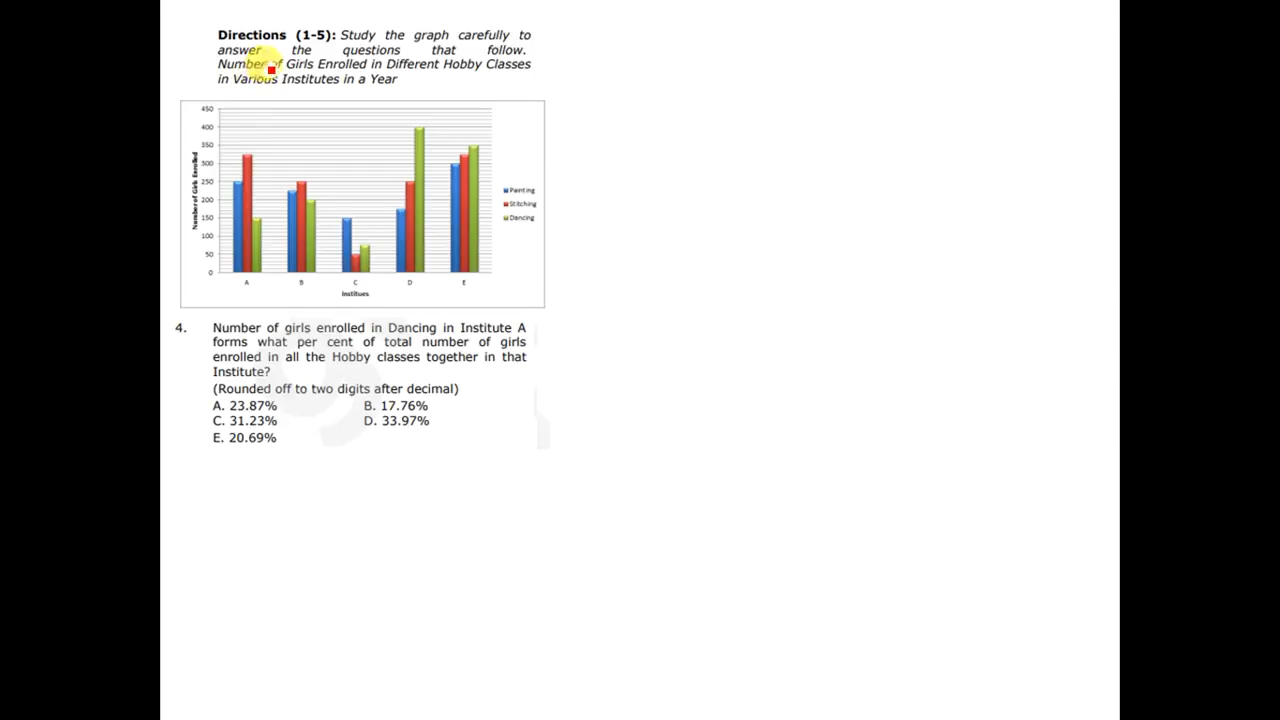 Directions (1-5): Study the graph carefully to
answer the questions that follow.
Number of Girls Enrolled in Different Hobby Classes
in Various Institutes in a Year
450
400
350
300
250
200
150
100
50
0
Number of Girls Enrolled
A B C D E
Institues
Painting
Stitching
Dancing
4. Number of girls enrolled in Dancing in Institute A
forms what per cent of total number of girls
enrolled in all the Hobby classes together in that
Institute?
(Rounded off to two digits after decimal)
A. 23.87% B. 17.76%
C. 31.23% D. 33.97%
E. 20.69%